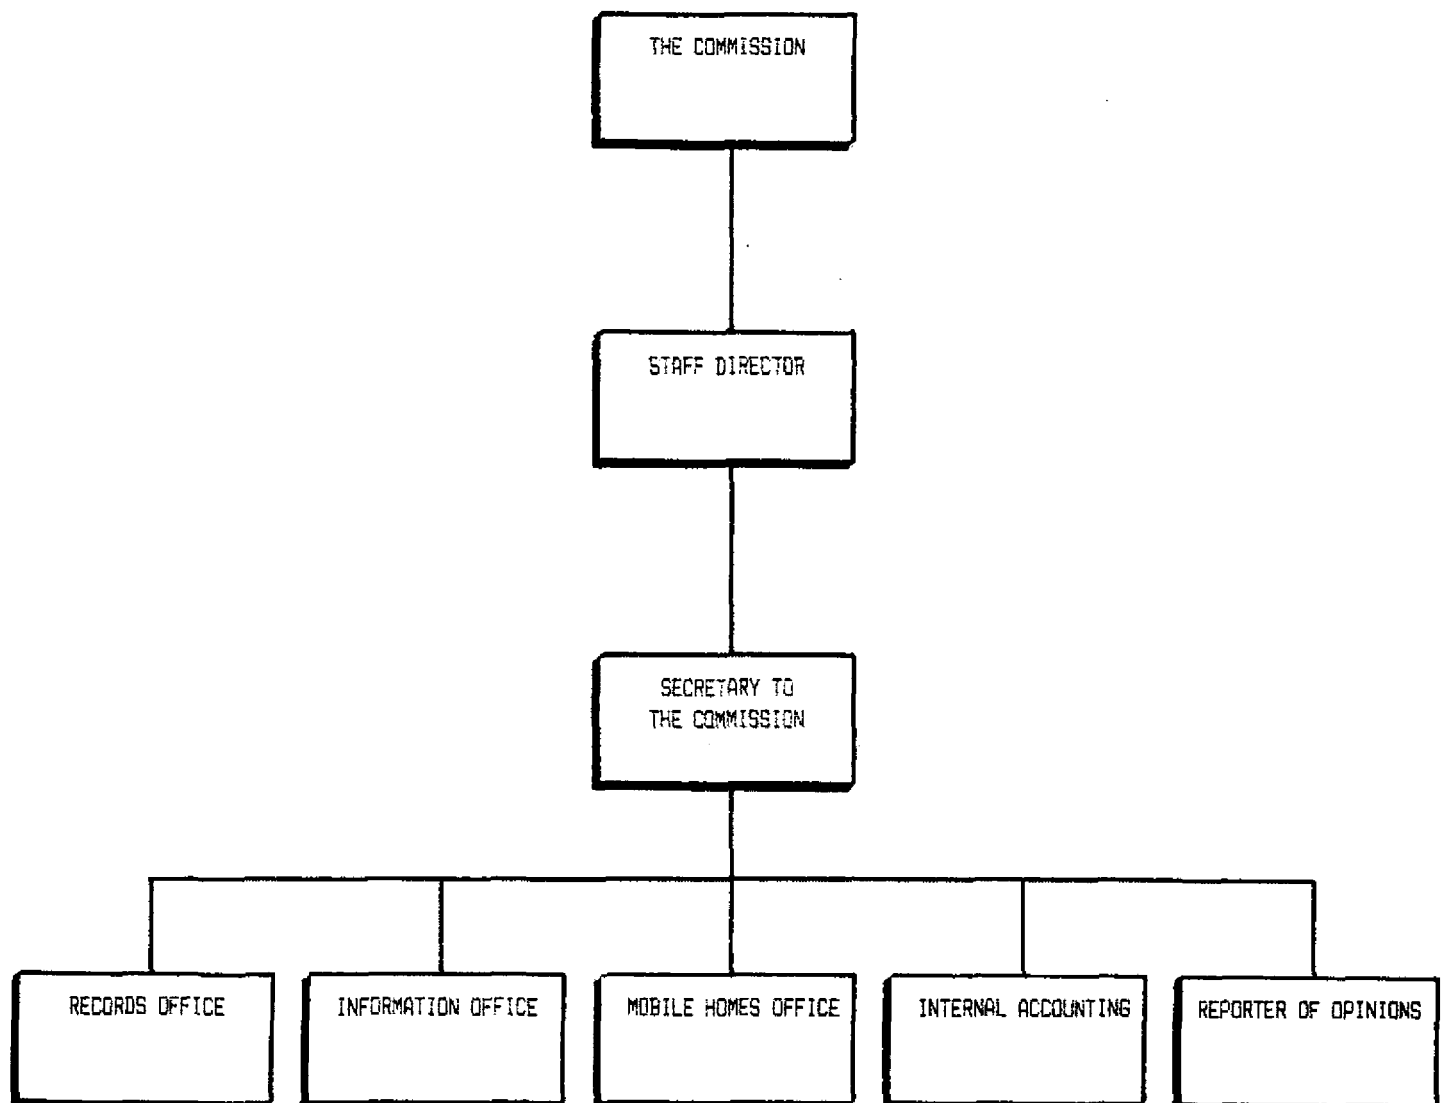 THE COMMISSION
STAFF DIRECTOR
SECRETARY TO
THE COMMISSION
RECORDS OFFICE
INFORMATION OFFICE
MOBILE HOMES OFFICE
INTERNAL ACCOUNTING
REPORTER OF OPINIONS